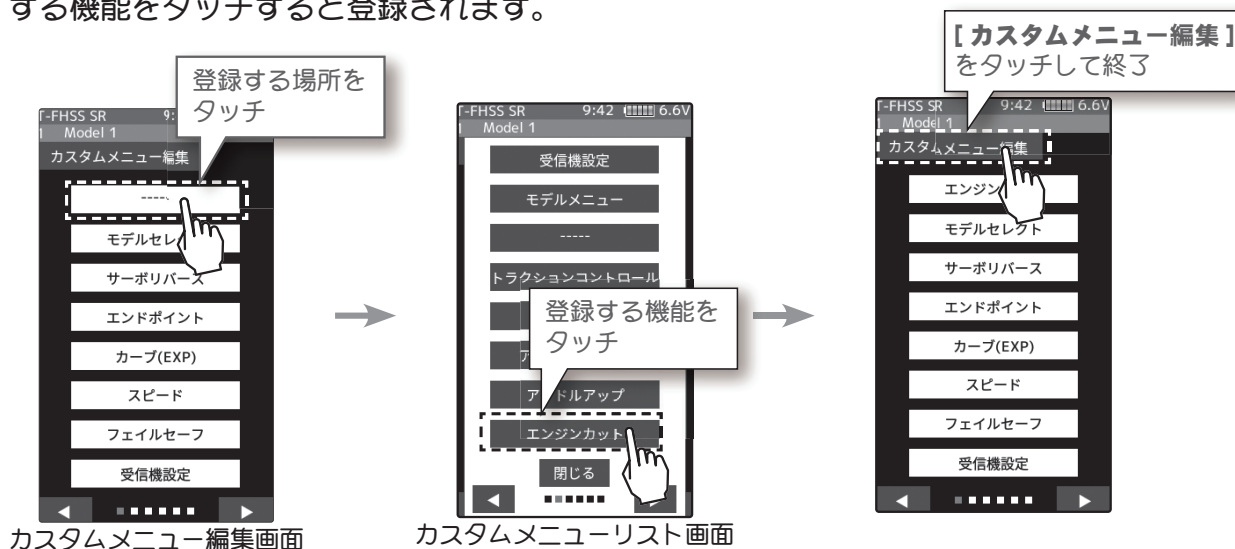 する機能をタッチすると登録されます。
登録する場所を
タッチ
T-FHSS SR 9:
Model 1
カスタムメニュー編集
----
モデルセレ
サーボリバース
エンドポイント
カーブ(EXP)
スピード
フェイルセーフ
受信機設定
カスタムメニュー編集画面
T-FHSS SR 9:42 6.6V
Model 1
受信機設定
モデルメニュー
-----
トラクションコントロール
登録する機能を
タッチ
ア
ア ドルアップ
エンジンカット
閉じる
カスタムメニューリスト画面
[ カスタムメニュー編集 ]
をタッチして終了
T-FHSS SR 9:42 6.6V
Model 1
カスタムメニュー編集
エンジン
モデルセレクト
サーボリバース
エンドポイント
カーブ(EXP)
スピード
フェイルセーフ
受信機設定